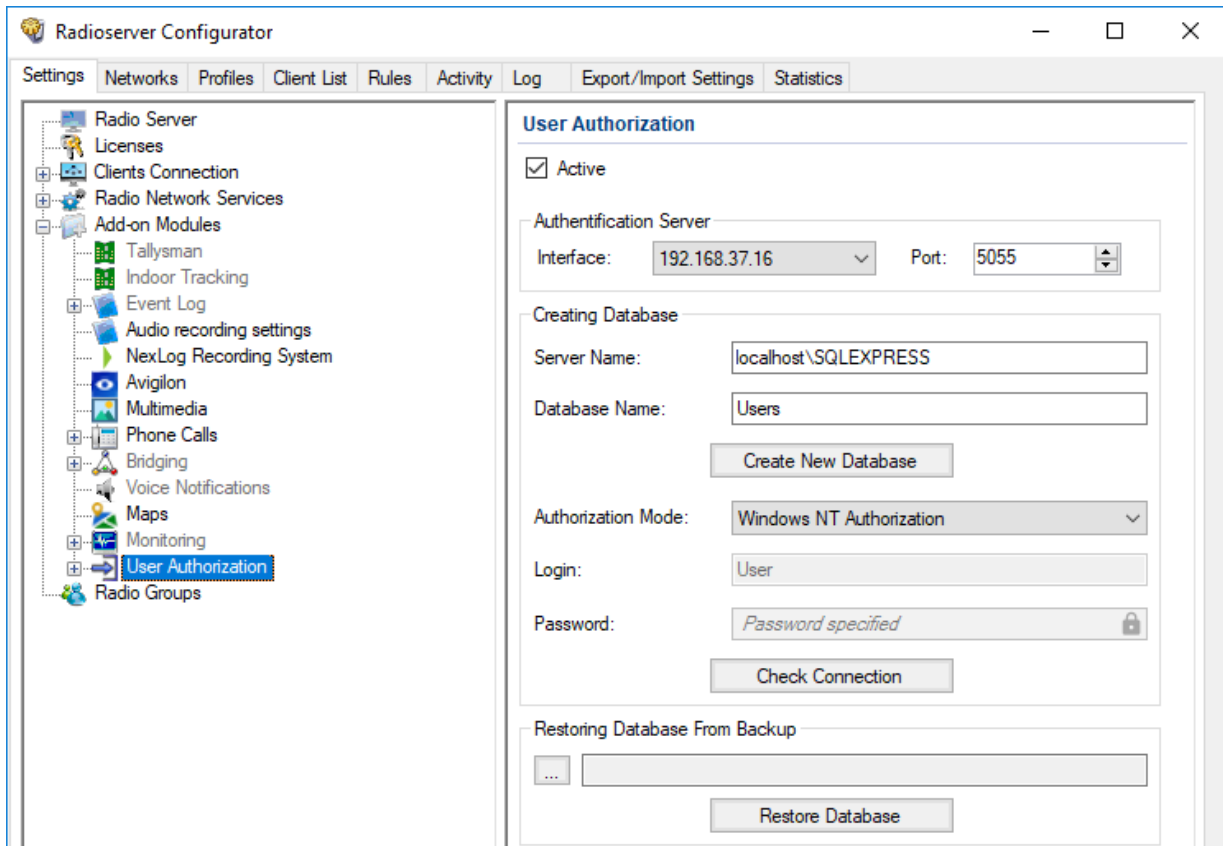 Radioserver Configurator
Settings Networks Profiles Client List Rules Activity Log Export/Import Settings Statistics
Radio Server
Licenses
Clients Connection
Radio Network Services
Add-on Modules
Tallysman
Indoor Tracking
Event Log
Audio recording settings
NexLog Recording System
Avigilon
Multimedia
Phone Calls
Bridging
Voice Notifications
Maps
Monitoring
User Authorization
Radio Groups
User Authorization
Active
Authentification Server
Interface: 192.168.37.16 Port: 5055
Creating Database
Server Name: localhost\SQLEXPRESS
Database Name: Users
Create New Database
Authorization Mode: Windows NT Authorization
Login: User
Password: Password specified
Check Connection
Restoring Database From Backup
...
Restore Database